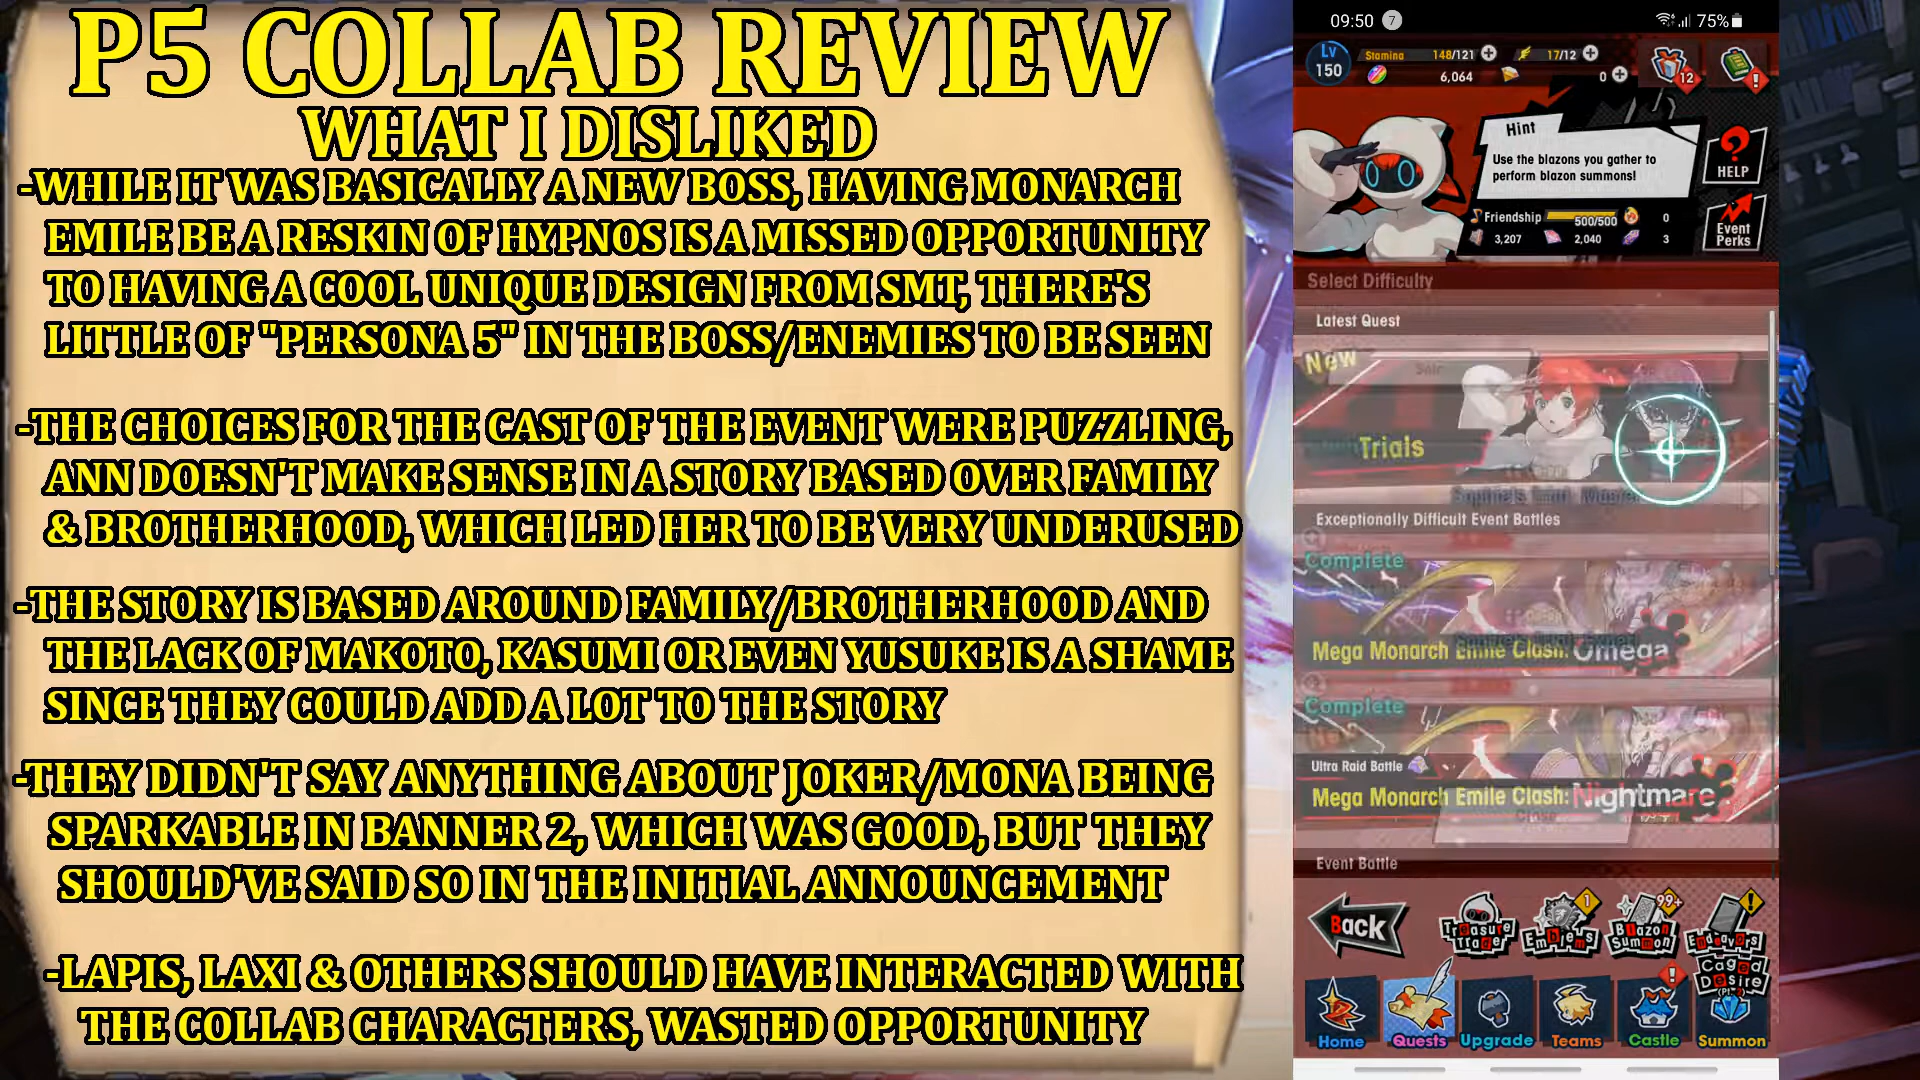 P5 COLLAB REVIEW
WHAT I DISLIKED
-WHILE IT WAS BASICALLY A NEW BOSS, HAVING MONARCH
EMILE BE A RESKIN OF HYPNOS IS A MISSED OPPORTUNITY
TO HAVING A COOL UNIQUE DESIGN FROM SMT, THERE'S
LITTLE OF "PERSONA 5" IN THE BOSS/ENEMIES TO BE SEEN
-THE CHOICES FOR THE CAST OF THE EVENT WERE PUZZLING,
ANN DOESN'T MAKE SENSE IN A STORY BASED OVER FAMILY
& BROTHERHOOD, WHICH LED HER TO BE VERY UNDERUSED
-THE STORY IS BASED AROUND FAMILY/BROTHERHOOD AND
THE LACK OF MAKOTO, KASUMI OR EVEN YUSUKE IS A SHAME
SINCE THEY COULD ADD A LOT TO THE STORY
-THEY DIDN'T SAY ANYTHING ABOUT JOKER/MONA BEING
SPARKABLE IN BANNER 2, WHICH WAS GOOD, BUT THEY
SHOULD'VE SAID SO IN THE INITIAL ANNOUNCEMENT
-LAPIS, LAXI & OTHERS SHOULD HAVE INTERACTED WITH
THE COLLAB CHARACTERS, WASTED OPPORTUNITY
09:50 7 75%
Lv 150
Stamina 148/121 17/12
6,064 0
12
Hint
Use the blazons you gather to
perform blazon summons!
HELP
Friendship 500/500 0
3,207 2,040 3
Event
Perks
Select Difficulty
Latest Quest
New
Trials
Exceptionally Difficult Event Battles
Complete
Mega Monarch Emile Clash: Omega
Complete
Ultra Raid Battle
Mega Monarch Emile Clash: Nightmare
Event Battle
Back
Treasure
Trader
Emblems
1
Blazon
Summon
99+
Endeavors
Caged
Desire
(Pt. 2)
Home
Quests
Upgrade
Teams
Castle
Summon